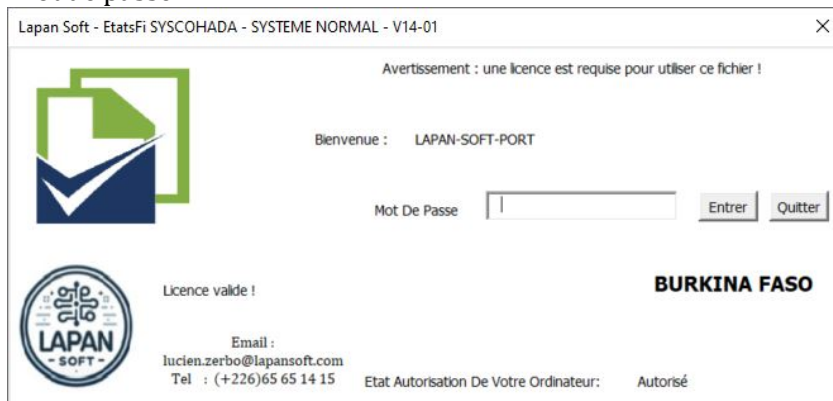 Lapan Soft - EtatsFi SYSCOHADA - SYSTEME NORMAL - V14-01
Avertissement : une licence est requise pour utiliser ce fichier !
Bienvenue : LAPAN-SOFT-PORT
Mot De Passe
Entrer
Quitter
LAPAN
- SOFT -
Licence valide !
BURKINA FASO
Email :
lucien.zerbo@lapansoft.com
Tel : (+226)65 65 14 15
Etat Autorisation De Votre Ordinateur: Autorisé